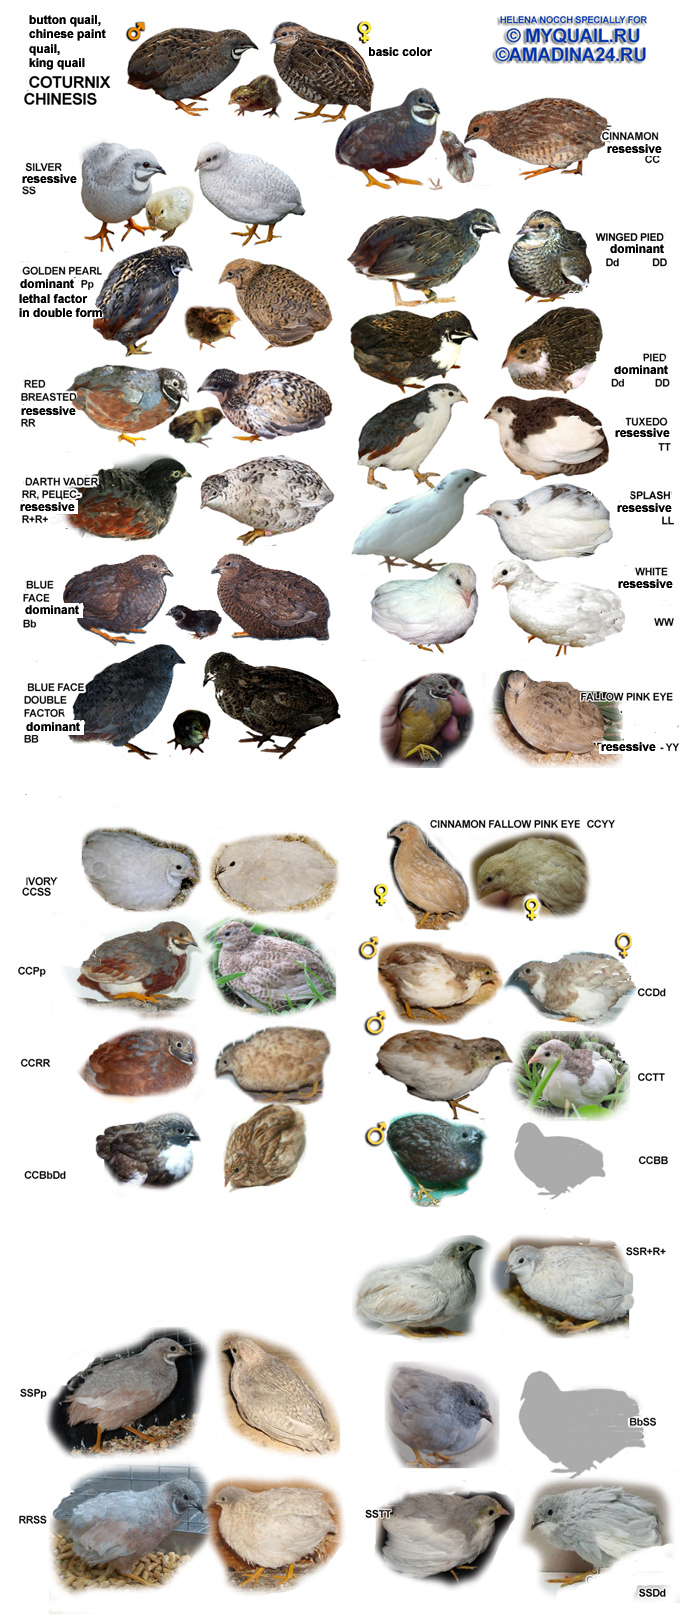 button quail,
chinese paint
quail,
king quail
COTURNIX
CHINESIS
♂
♀
basic color
HELENA NOCCH SPECIALLY FOR
© MYQUAIL.RU
©AMADINA24.RU
CINNAMON
resessive
CC
SILVER
resessive
SS
WINGED PIED
dominant
Dd DD
GOLDEN PEARL
dominant Pp
lethal factor
in double form
PIED
dominant
Dd DD
RED
BREASTED
resessive
RR
TUXEDO
resessive
TT
DARTH VADER
RR, РЕЦЕС-
resessive
R+R+
SPLASH
resessive
LL
BLUE
FACE
dominant
Bb
WHITE
resessive
WW
BLUE FACE
DOUBLE
FACTOR
dominant
BB
FALLOW PINK EYE
resessive - YY
IVORY
CCSS
CINNAMON FALLOW PINK EYE CCYY
♀
♀
CCPp
♂
♀
CCDd
CCRR
♂
CCTT
CCBbDd
♂
CCBB
SSR+R+
SSPp
BbSS
RRSS
SSTT
SSDd